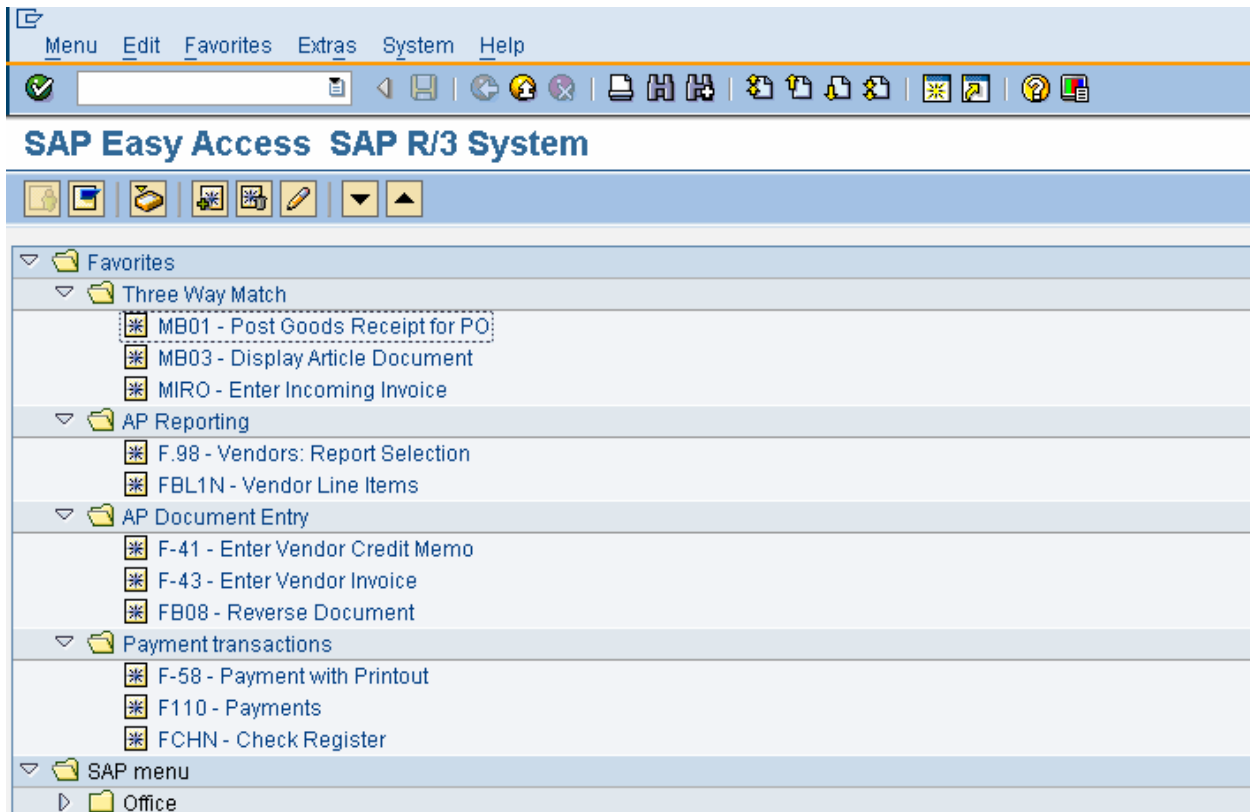 Menu Edit Favorites Extras System Help
SAP Easy Access SAP R/3 System
Favorites
Three Way Match
MB01 - Post Goods Receipt for PO
MB03 - Display Article Document
MIRO - Enter Incoming Invoice
AP Reporting
F.98 - Vendors: Report Selection
FBL1N - Vendor Line Items
AP Document Entry
F-41 - Enter Vendor Credit Memo
F-43 - Enter Vendor Invoice
FB08 - Reverse Document
Payment transactions
F-58 - Payment with Printout
F110 - Payments
FCHN - Check Register
SAP menu
Office